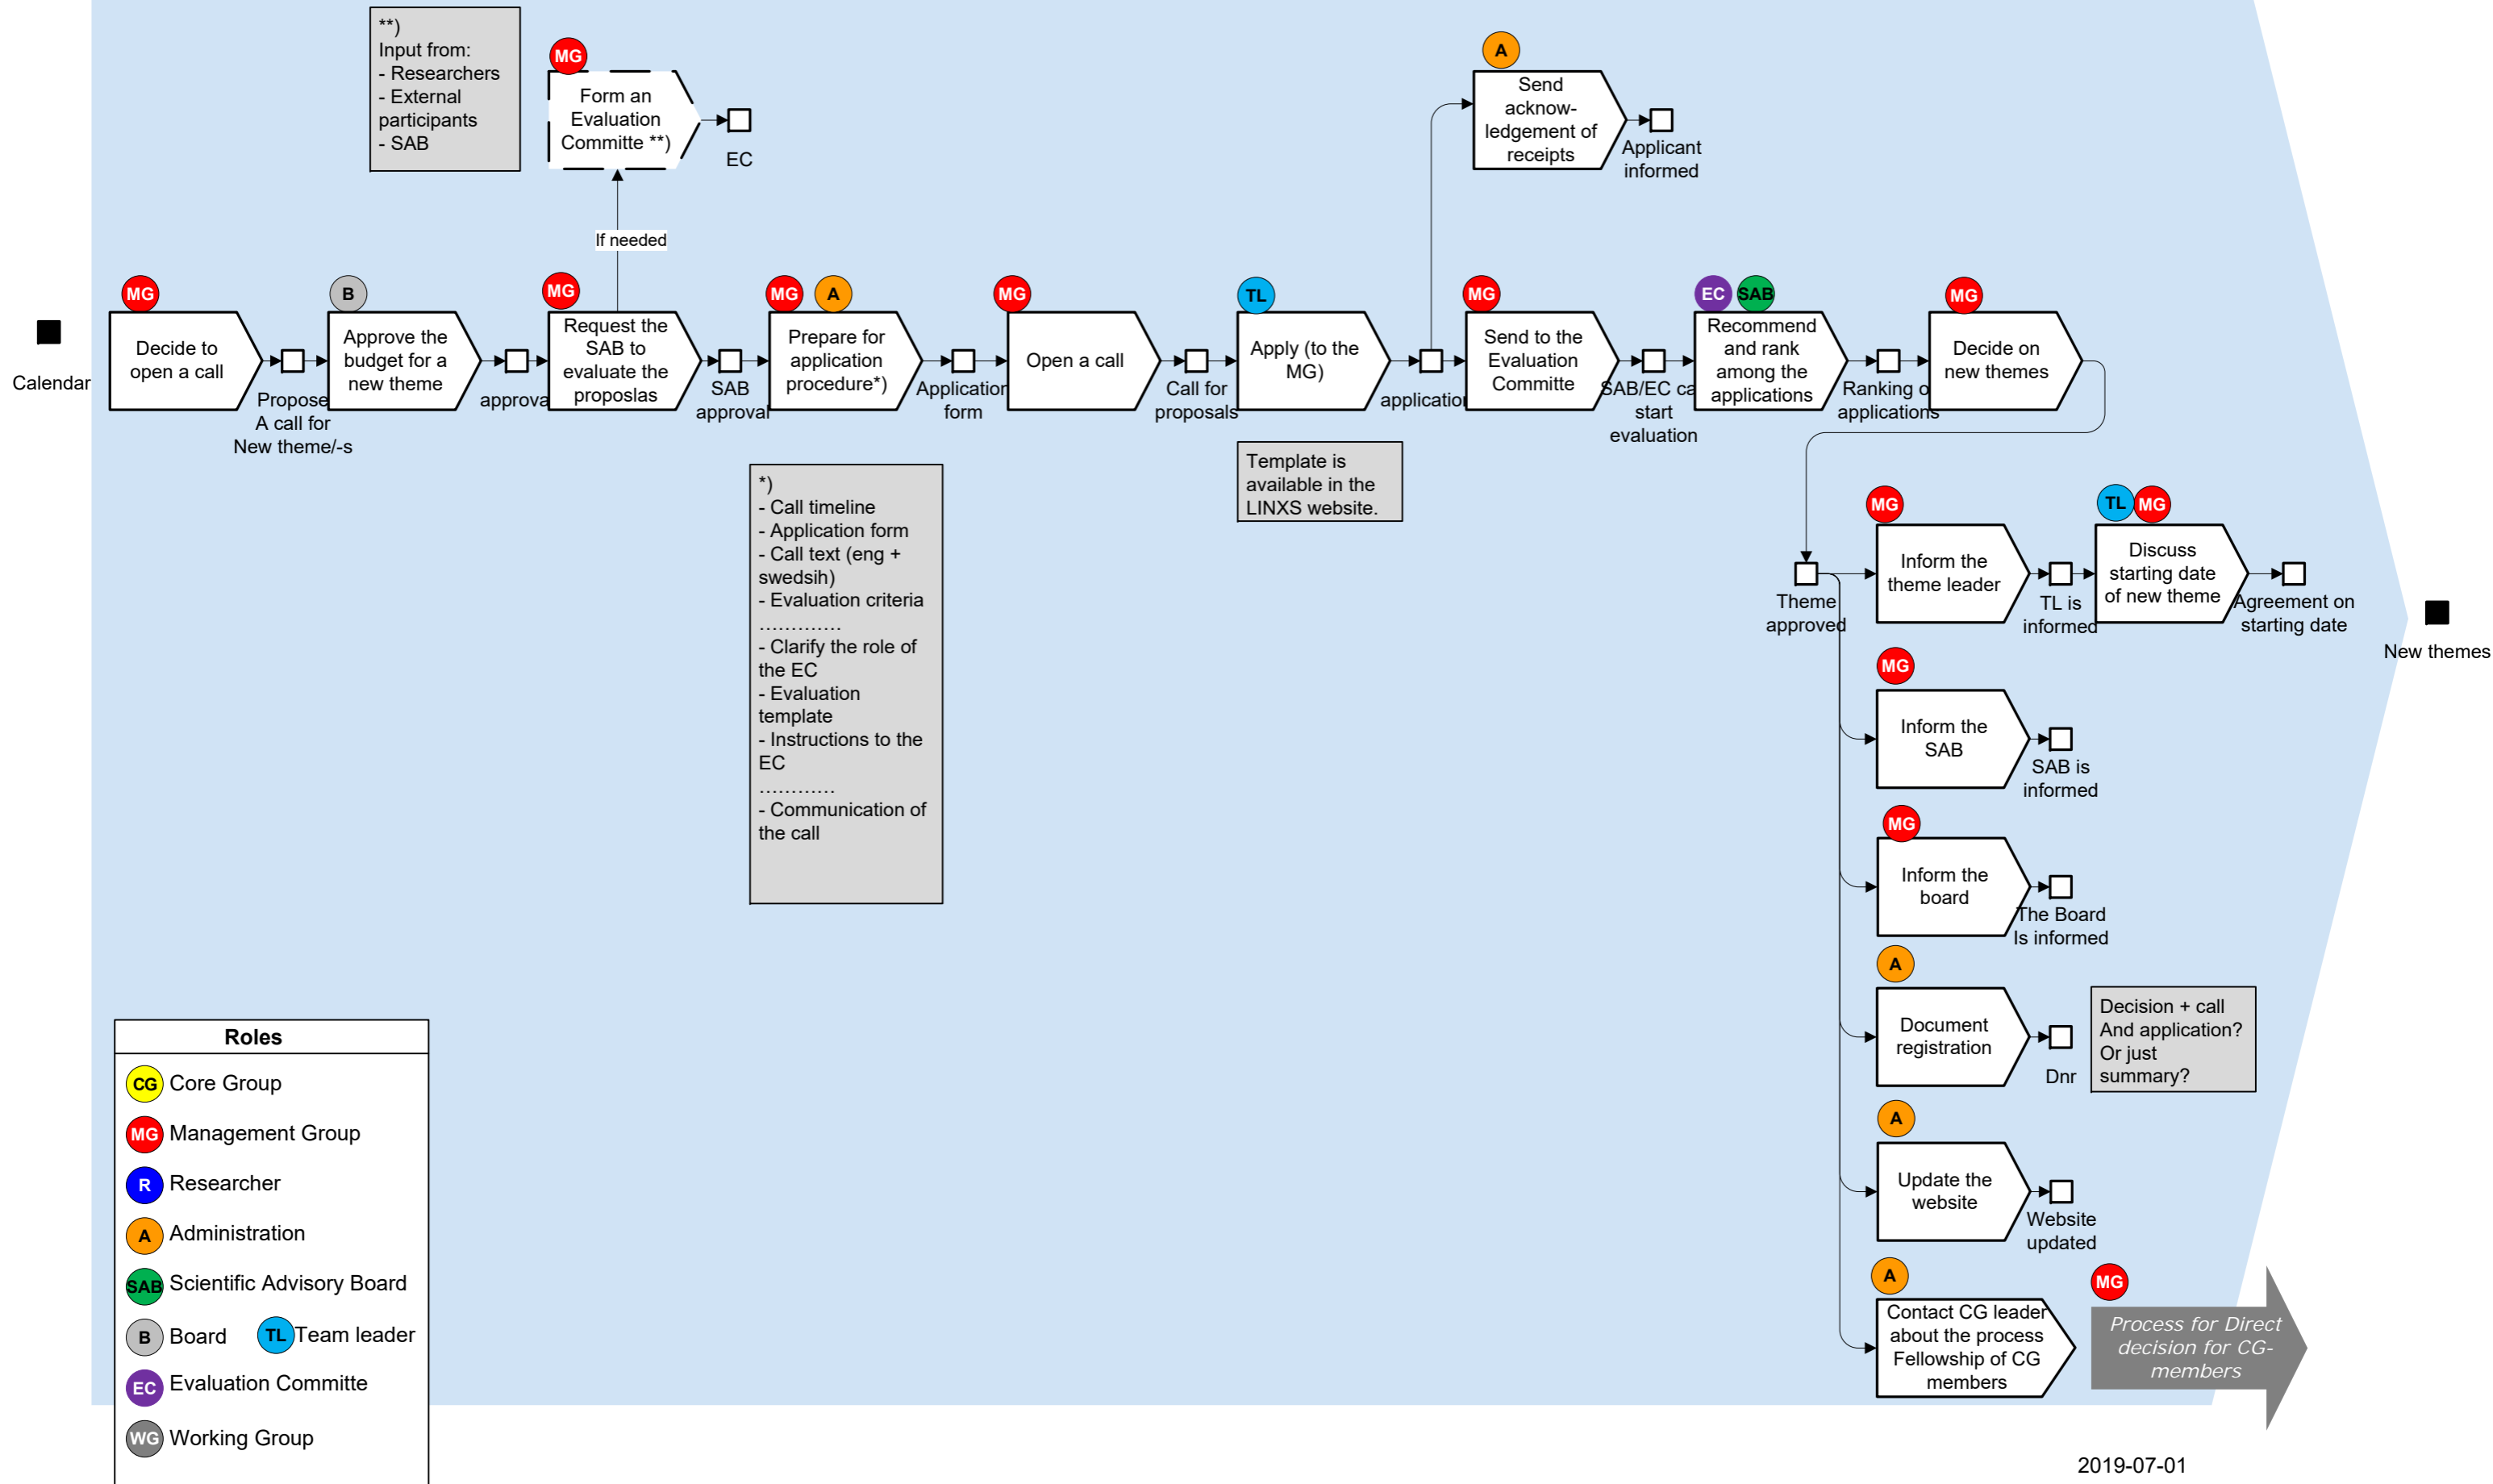 **)
Input from:
- Researchers
- External
participants
- SAB
MG
Form an
Evaluation
Committe **)
EC
If needed
A
Send
acknow-
ledgement of
receipts
Applicant
informed
Calendar
MG
Decide to
open a call
Propose
A call for
New theme/-s
B
Approve the
budget for a
new theme
approva
MG
Request the
SAB to
evaluate the
proposlas
SAB
approval
MG
A
Prepare for
application
procedure*)
Application
form
MG
Open a call
Call for
proposals
TL
Apply (to the
MG)
application
MG
Send to the
Evaluation
Committe
SAB/EC ca
start
evaluation
EC
SAB
Recommend
and rank
among the
applications
Ranking o
applications
MG
Decide on
new themes
*)
- Call timeline
- Application form
- Call text (eng +
swedsih)
- Evaluation criteria
.............
- Clarify the role of
the EC
- Evaluation
template
- Instructions to the
EC
............
- Communication of
the call
Template is
available in the
LINXS website.
Theme
approved
MG
Inform the
theme leader
TL is
informed
TL
MG
Discuss
starting date
of new theme
Agreement on
starting date
New themes
MG
Inform the
SAB
SAB is
informed
MG
Inform the
board
The Board
Is informed
A
Document
registration
Dnr
Decision + call
And application?
Or just
summary?
A
Update the
website
Website
updated
A
Contact CG leader
about the process
Fellowship of CG
members
MG
Process for Direct
decision for CG-
members
Roles
CG Core Group
MG Management Group
R Researcher
A Administration
SAB Scientific Advisory Board
B Board TL Team leader
EC Evaluation Committe
WG Working Group
2019-07-01